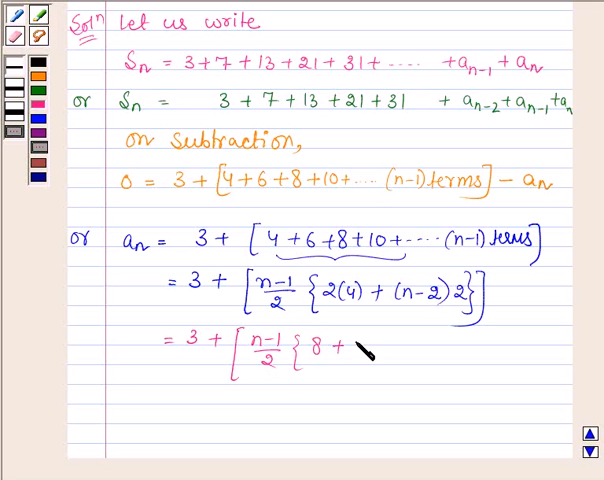 Soln Let us write
Sn = 3+7+13+21+31+ ..... +an-1 + an
or Sn = 3+7+13+21+31 + an-2+an-1+an
on subtraction,
0 = 3 + [4+6+8+10+.... (n-1) terms] - an
or an = 3 + [4+6+8+10+.... (n-1) terms]
= 3 + [n-1/2 {2(4) + (n-2) 2}]
= 3 + [n-1/2 {8 +